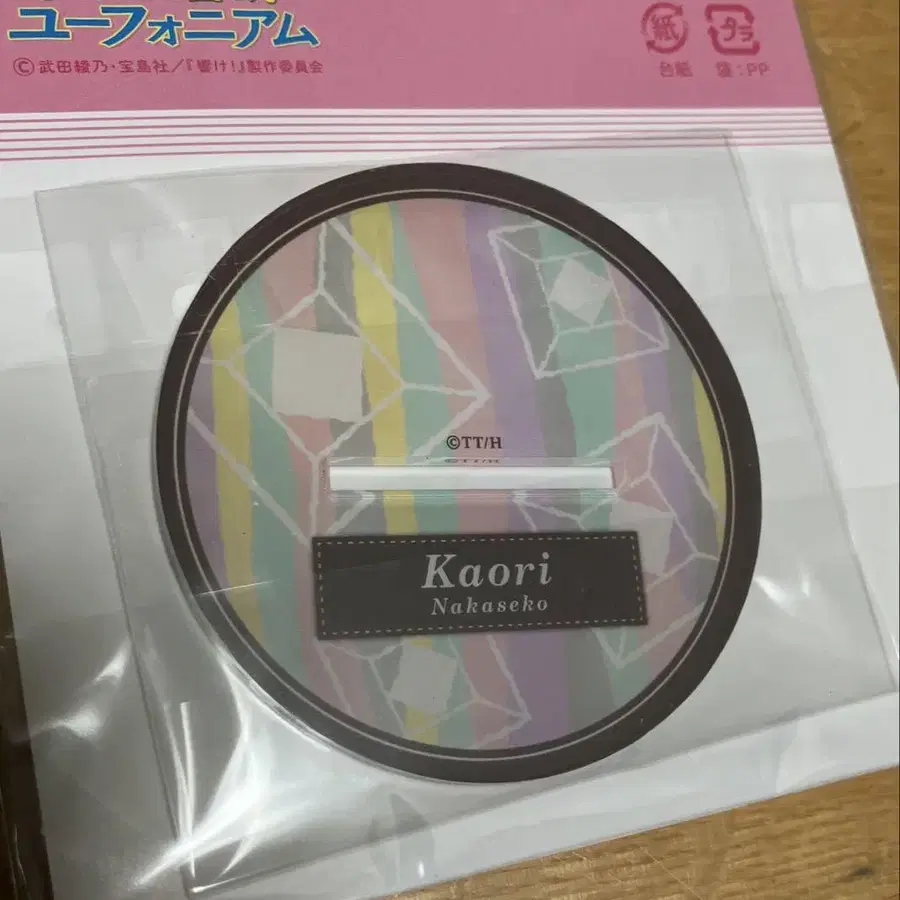 ユーフォニアム
©武田綾乃・宝島社/『響け!』製作委員会
紙
プラ
台紙
袋:PP
©TT/H
©TT/H
Kaori
Nakaseko